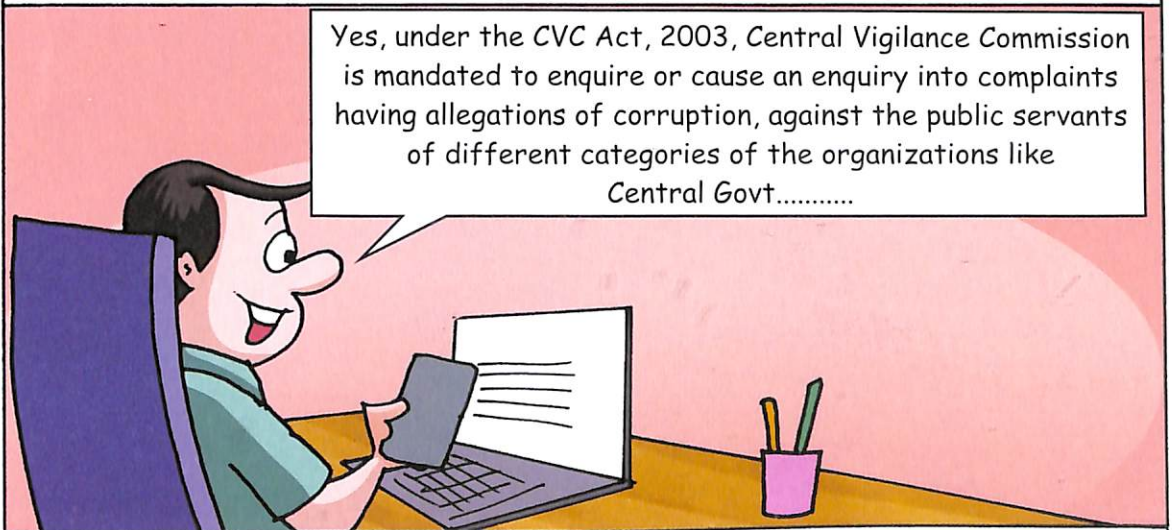 Yes, under the CVC Act, 2003, Central Vigilance Commission
is mandated to enquire or cause an enquiry into complaints
having allegations of corruption, against the public servants
of different categories of the organizations like
Central Govt...........